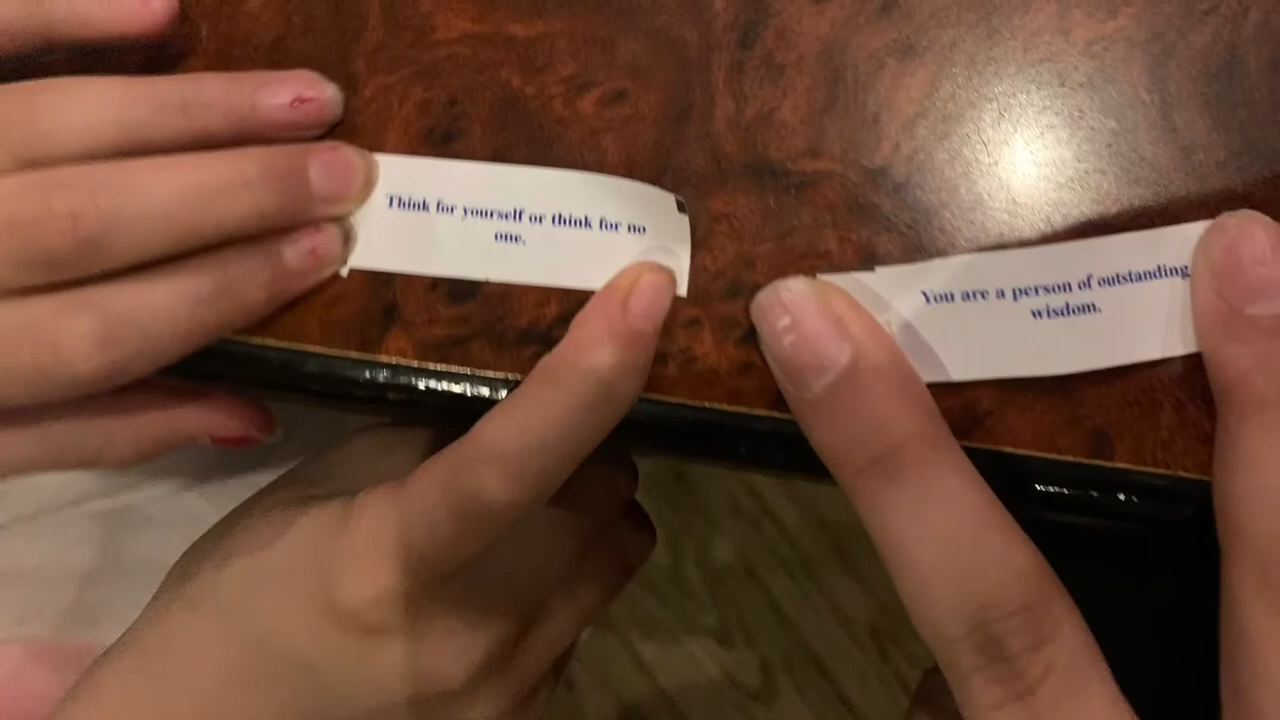 Think for yourself or think for no
one.
You are a person of outstanding
wisdom.